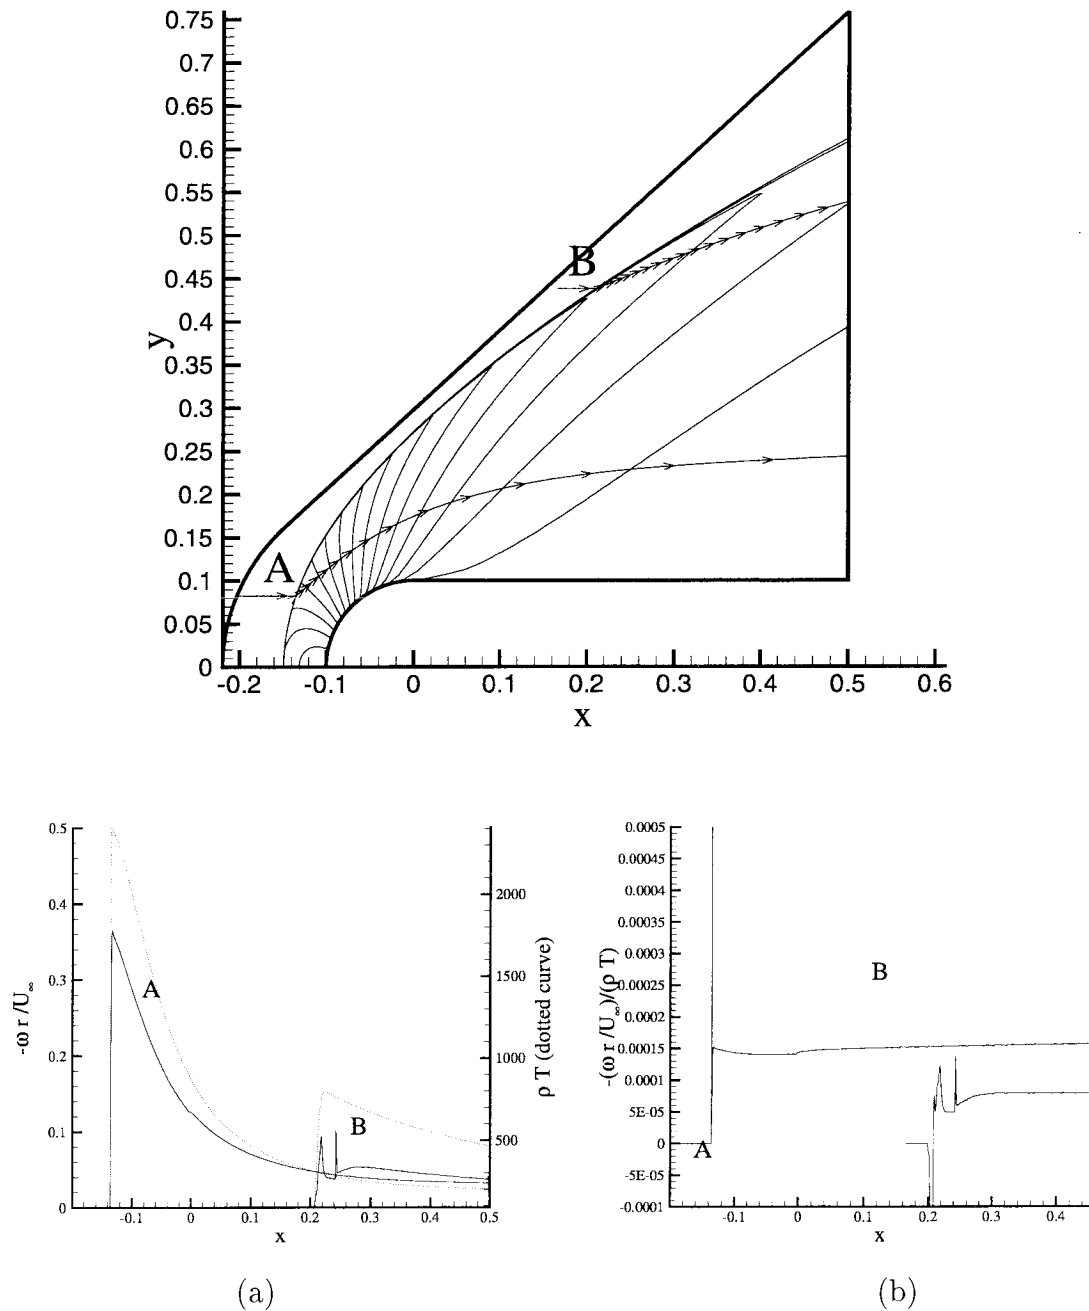 0.75
0.7
0.65
0.6
0.55
0.5
0.45
0.4
0.35
0.3
0.25
0.2
0.15
0.1
0.05
0
y
B
A
-0.2 -0.1 0 0.1 0.2 0.3 0.4 0.5 0.6
x
0.5
0.4
0.3
0.2
0.1
0
-ω r /U∞
A
B
2000
1500
1000
500
ρ T (dotted curve)
-0.1 0 0.1 0.2 0.3 0.4 0.5
x
0.0005
0.00045
0.0004
0.00035
0.0003
0.00025
0.0002
0.00015
0.0001
5E-05
0
-5E-05
-0.0001
-(ω r /U∞)/(ρ T)
B
A
-0.1 0 0.1 0.2 0.3 0.4
x
(a) (b)